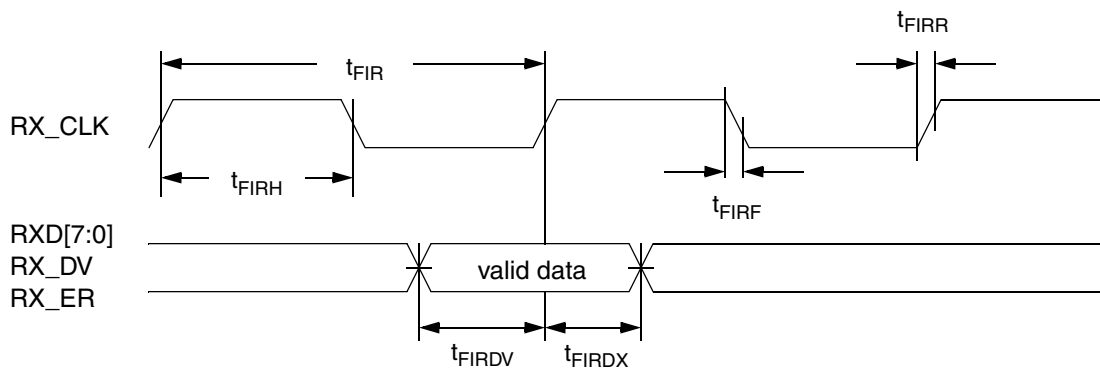 tFIRR
tFIR
RX_CLK
tFIRH
tFIRF
RXD[7:0]
RX_DV
valid data
RX_ER
tFIRDV
tFIRDX